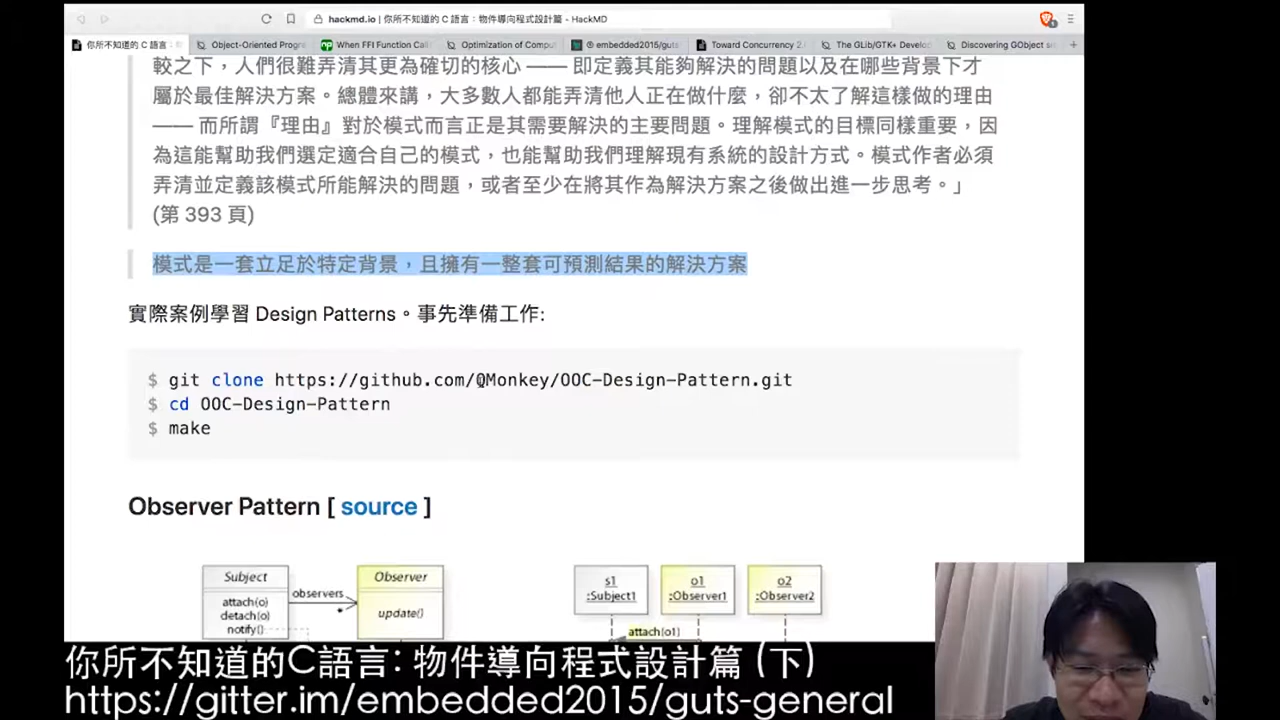 hackmd.io | 你所不知道的 C 語言：物件導向程式設計篇 - HackMD
你所不知道的 C 語言：
Object-Oriented Progra
When FFI Function Call
Optimization of Compu
embedded2015/guts
Toward Concurrency 2.
The GLib/GTK+ Develo
Discovering GObject
較之下，人們很難弄清其更為確切的核心 —— 即定義其能夠解決的問題以及在哪些背景下才
屬於最佳解決方案。總體來講，大多數人都能弄清他人正在做什麼，卻不太了解這樣做的理由
—— 而所謂『理由』對於模式而言正是其需要解決的主要問題。理解模式的目標同樣重要，因
為這能幫助我們選定適合自己的模式，也能幫助我們理解現有系統的設計方式。模式作者必須
弄清並定義該模式所能解決的問題，或者至少在將其作為解決方案之後做出進一步思考。」
(第 393 頁)
模式是一套立足於特定背景，且擁有一整套可預測結果的解決方案
實際案例學習 Design Patterns。事先準備工作:
$ git clone https://github.com/QMonkey/OOC-Design-Pattern.git
$ cd OOC-Design-Pattern
$ make
Observer Pattern [ source ]
Subject
attach(o)
detach(o)
notify()
observers
Observer
update()
s1
:Subject1
o1
:Observer1
o2
:Observer2
attach(o1)
你所不知道的C語言: 物件導向程式設計篇 (下)
https://gitter.im/embedded2015/guts-general